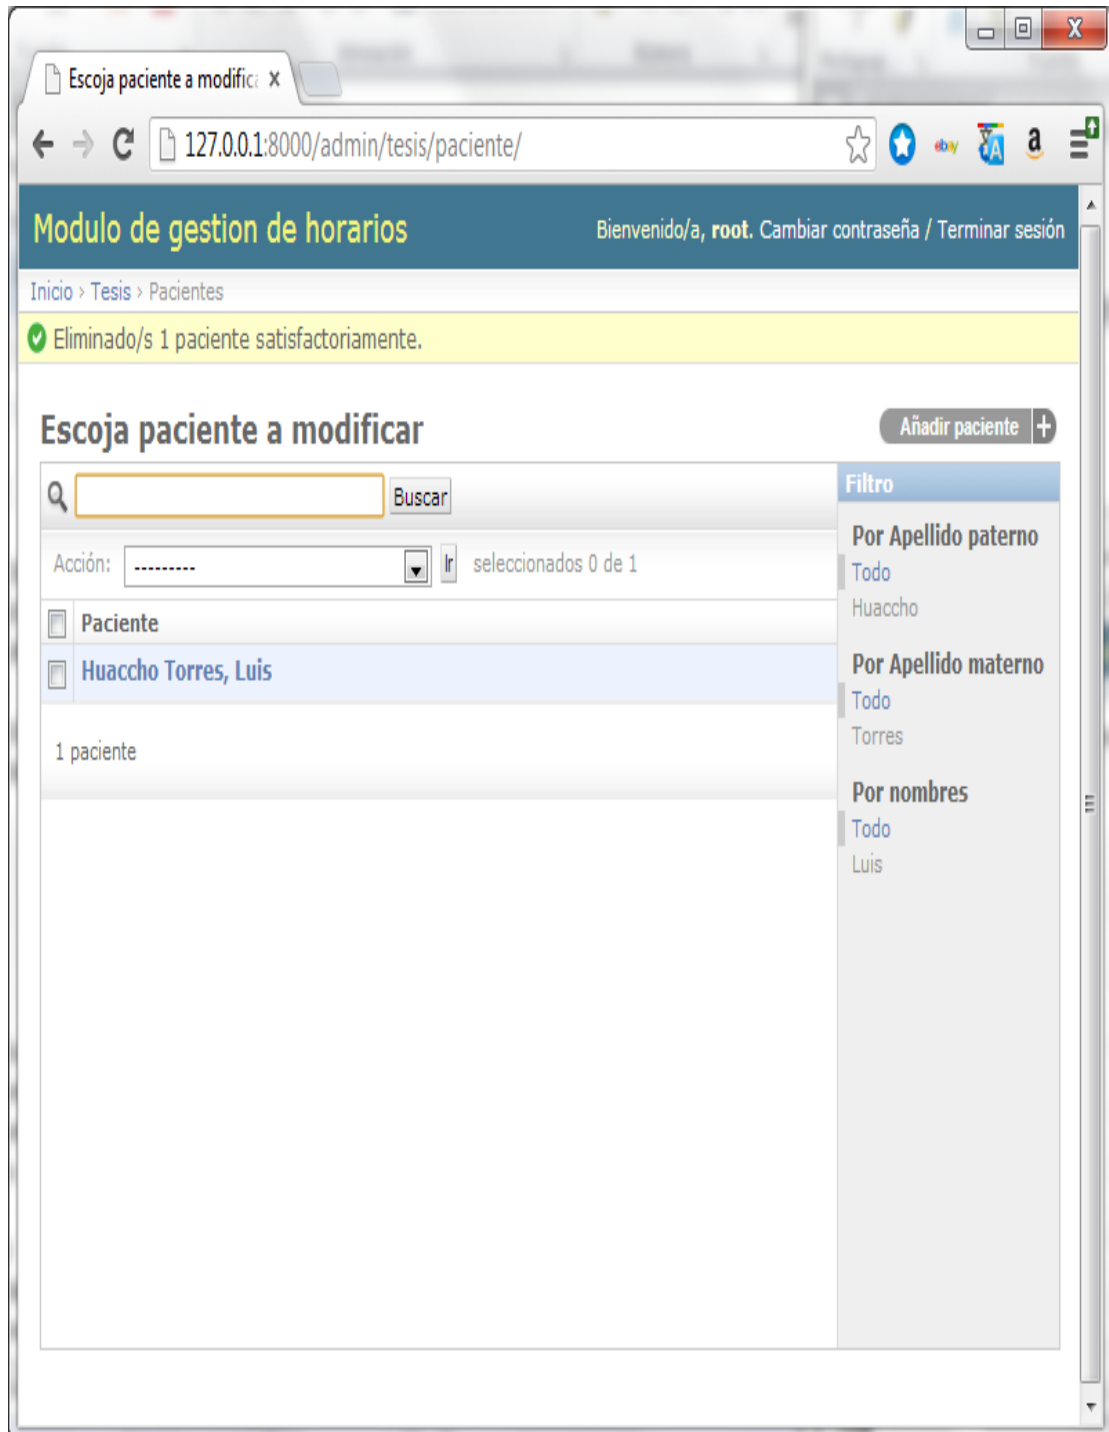 Escoja paciente a modific
127.0.0.1:8000/admin/tesis/paciente/
ebay
a
Modulo de gestion de horarios
Bienvenido/a, root. Cambiar contraseña / Terminar sesión
Inicio › Tesis › Pacientes
Eliminado/s 1 paciente satisfactoriamente.
Escoja paciente a modificar
Añadir paciente +
Buscar
Acción: --------- Ir seleccionados 0 de 1
Paciente
Huaccho Torres, Luis
1 paciente
Filtro
Por Apellido paterno
Todo
Huaccho
Por Apellido materno
Todo
Torres
Por nombres
Todo
Luis